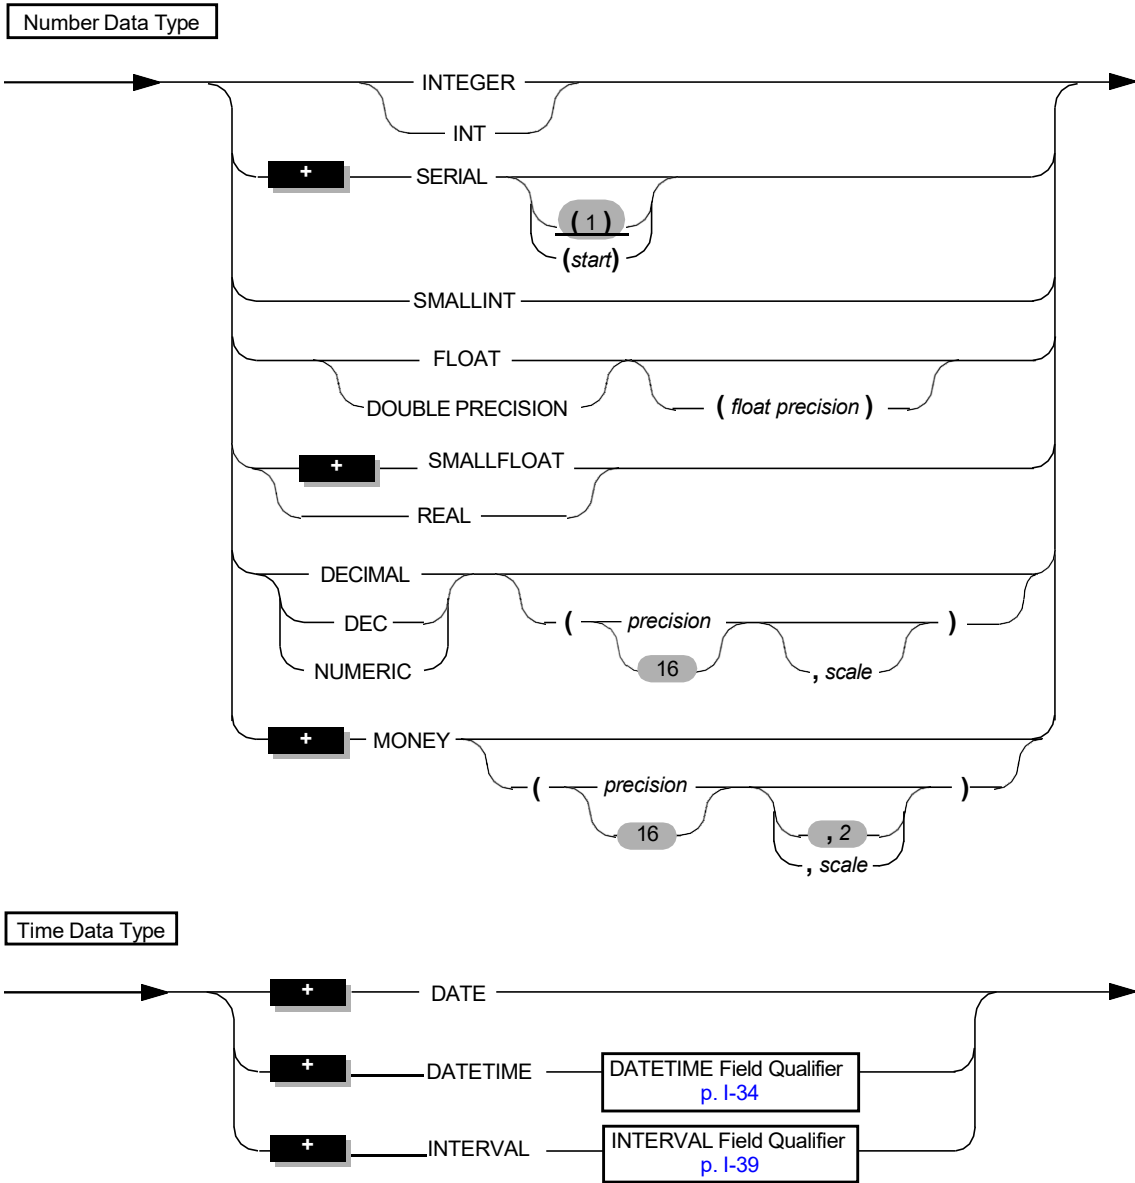 Number Data Type
INTEGER
INT
+ SERIAL
( 1 )
(start)
SMALLINT
FLOAT
DOUBLE PRECISION ( float precision )
+ SMALLFLOAT
REAL
DECIMAL
DEC ( precision )
NUMERIC 16 , scale
+ MONEY
( precision )
16 , 2
, scale
Time Data Type
+ DATE
+ DATETIME DATETIME Field Qualifier
p. I-34
+ INTERVAL INTERVAL Field Qualifier
p. I-39